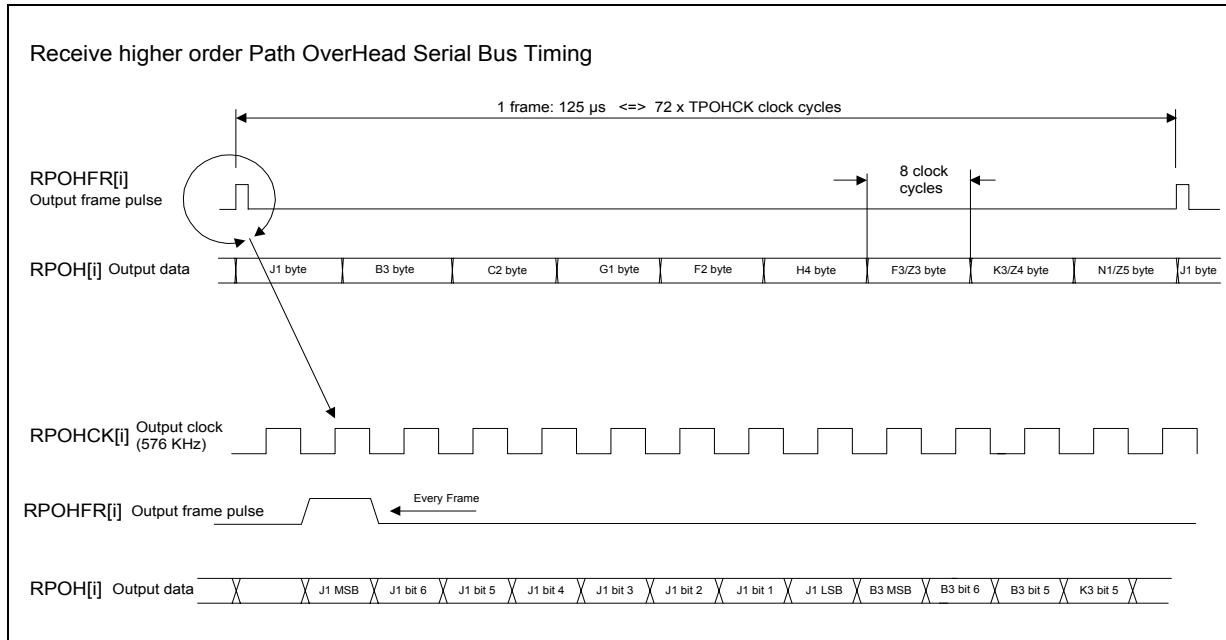 Receive higher order Path OverHead Serial Bus Timing
1 frame: 125 µs <=> 72 x TPOHCK clock cycles
RPOHFR[i]
Output frame pulse
8 clock
cycles
RPOH[i] Output data
J1 byte B3 byte C2 byte G1 byte F2 byte H4 byte F3/Z3 byte K3/Z4 byte N1/Z5 byte J1 byte
RPOHCK[i] Output clock
(576 KHz)
RPOHFR[i] Output frame pulse
Every Frame
RPOH[i] Output data
J1 MSB J1 bit 6 J1 bit 5 J1 bit 4 J1 bit 3 J1 bit 2 J1 bit 1 J1 LSB B3 MSB B3 bit 6 B3 bit 5 K3 bit 5